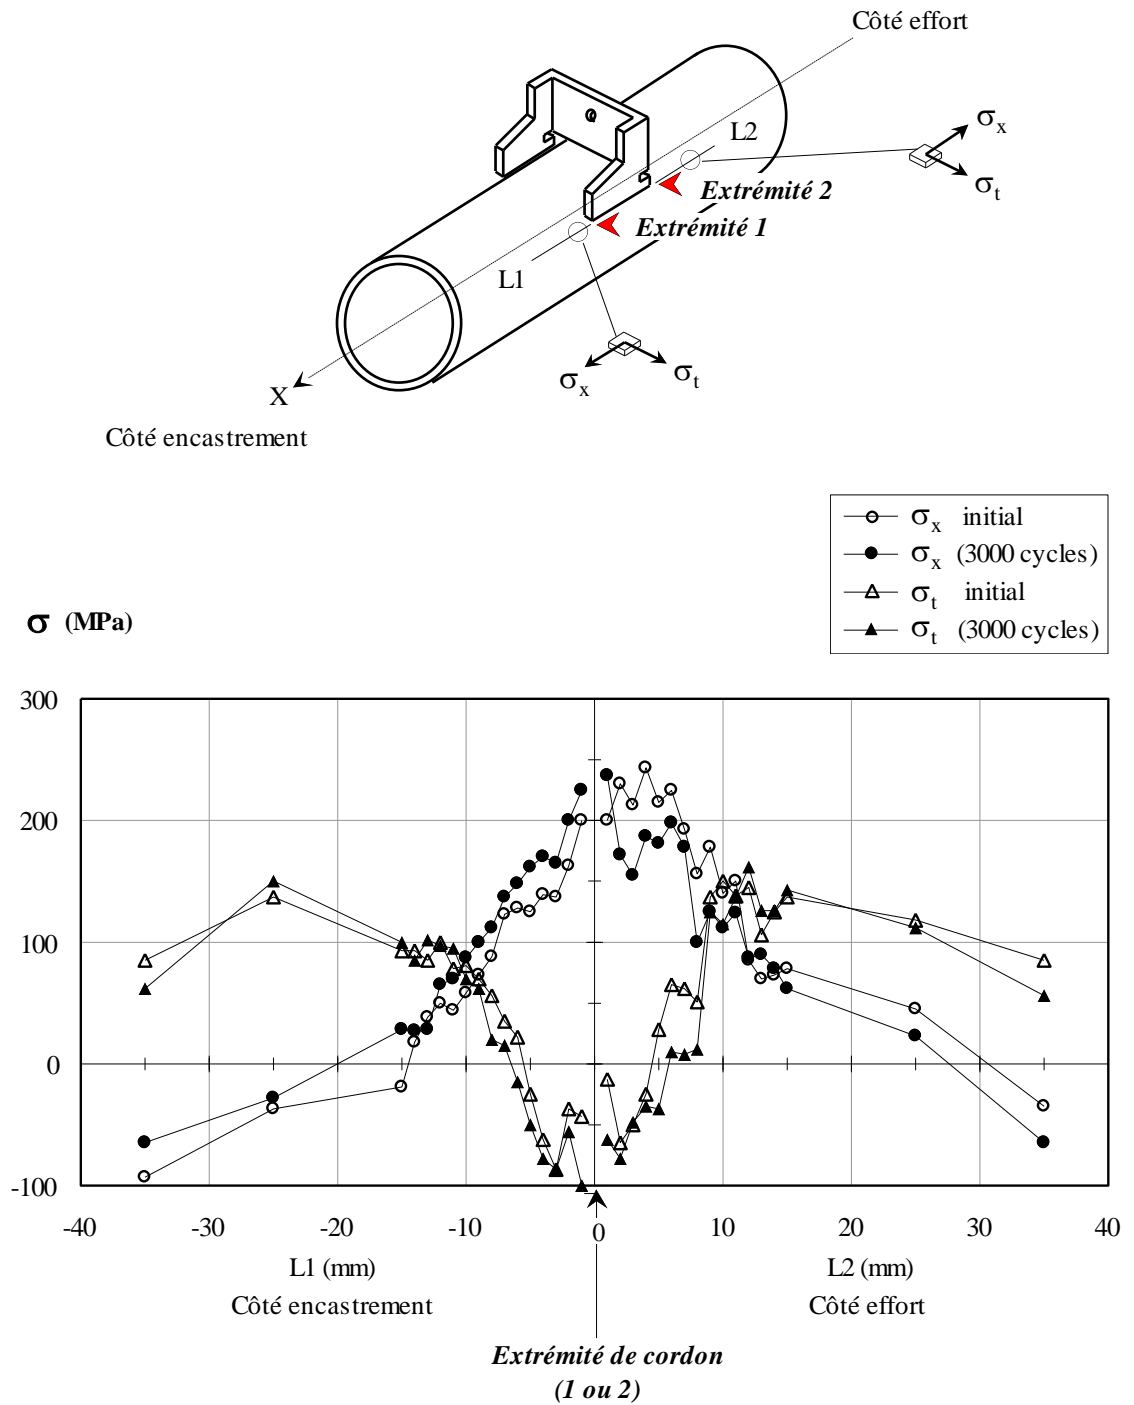 Côté effort
σx
L2
σt
Extrémité 2
Extrémité 1
L1
σx
σt
X
Côté encastrement
σx initial
σx (3000 cycles)
σt initial
σt (3000 cycles)
σ (MPa)
300
200
100
0
-100
-40 -30 -20 -10 0 10 20 30 40
L1 (mm) L2 (mm)
Côté encastrement Côté effort
Extrémité de cordon
(1 ou 2)